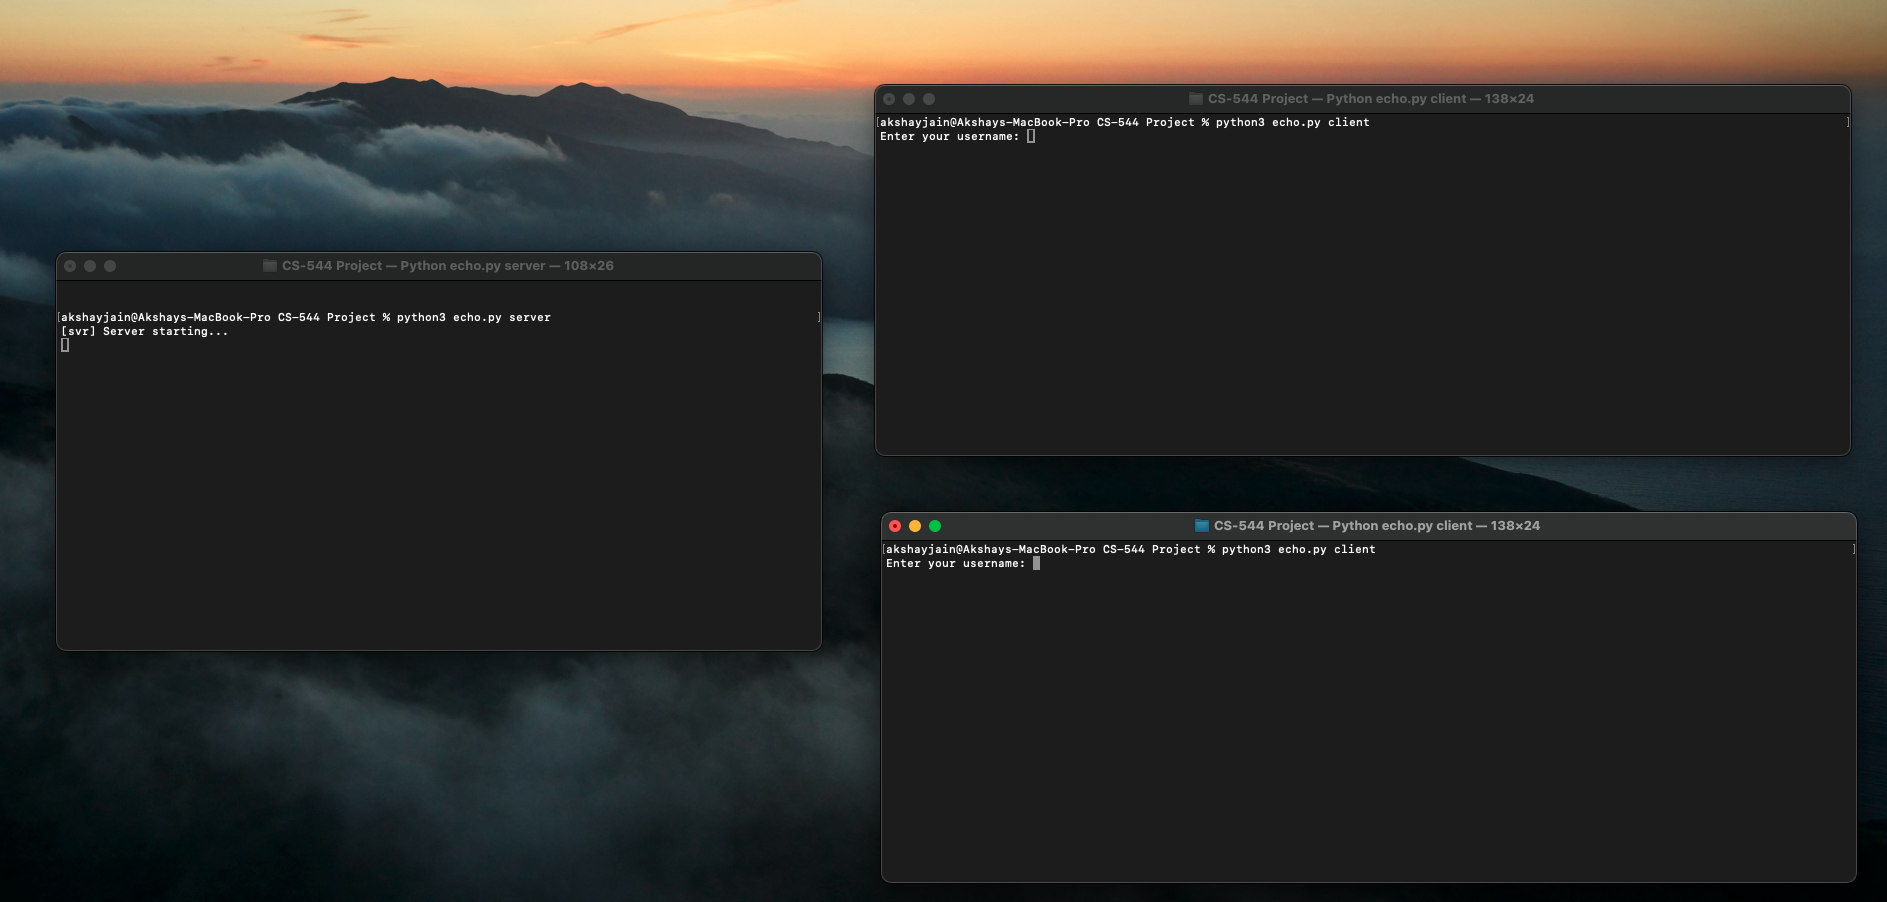 CS-544 Project — Python echo.py server — 108×26
akshayjain@Akshays-MacBook-Pro CS-544 Project % python3 echo.py server
[svr] Server starting...
CS-544 Project — Python echo.py client — 138×24
akshayjain@Akshays-MacBook-Pro CS-544 Project % python3 echo.py client
Enter your username:
CS-544 Project — Python echo.py client — 138×24
akshayjain@Akshays-MacBook-Pro CS-544 Project % python3 echo.py client
Enter your username: